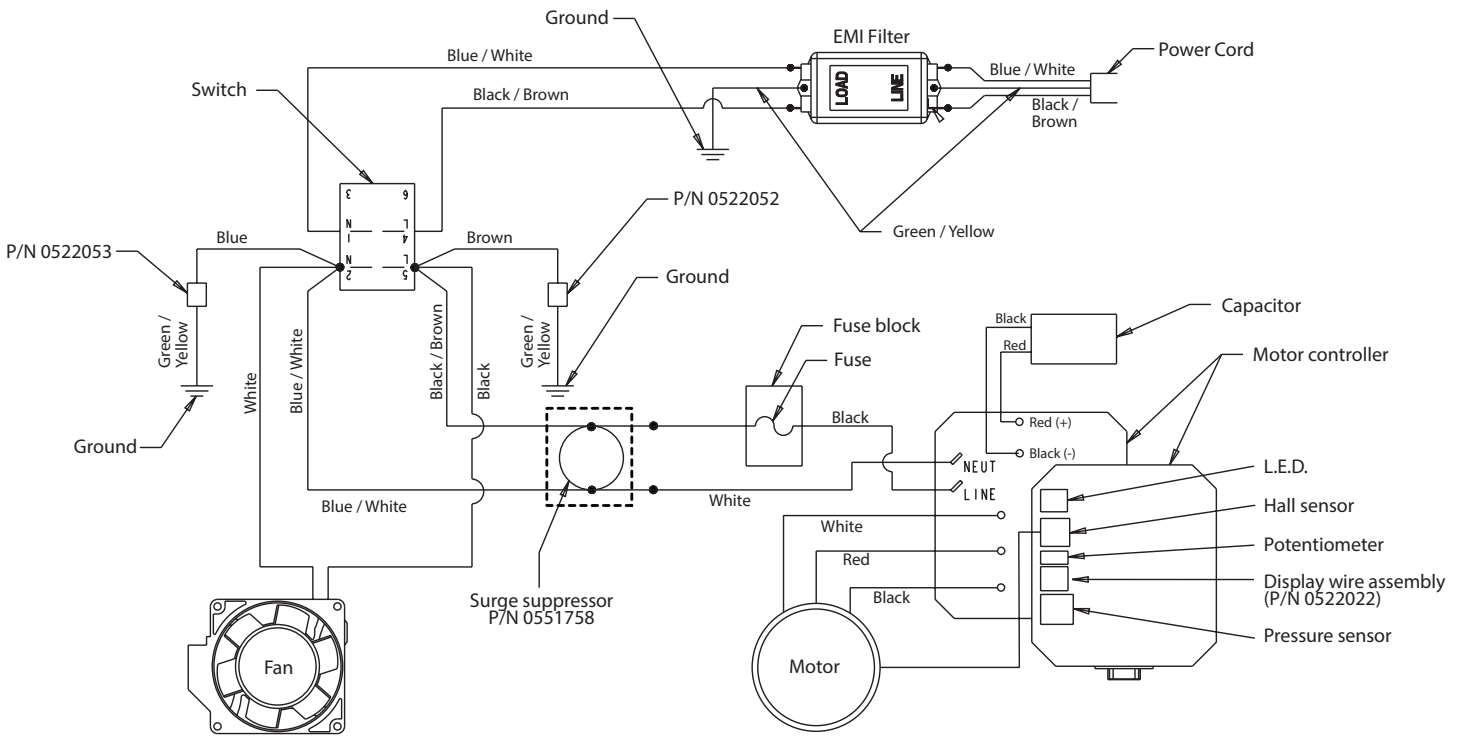 Ground
EMI Filter
Power Cord
Blue / White
Blue / White
Switch
LOAD
LINE
Black / Brown
Black /
Brown
3
6
P/N 0522052
N
L
1
4
Green / Yellow
Blue
Brown
P/N 0522053
N
L
2
5
Ground
Green /
Yellow
Green /
Yellow
Black
Capacitor
Fuse block
Red
Motor controller
Fuse
White
Blue / White
Black / Brown
Black
Black
Red (+)
Ground
Black (-)
NEUT
L.E.D.
LINE
Blue / White
White
Hall sensor
White
Potentiometer
Red
Display wire assembly
(P/N 0522022)
Black
Surge suppressor
P/N 0551758
Pressure sensor
Fan
Motor